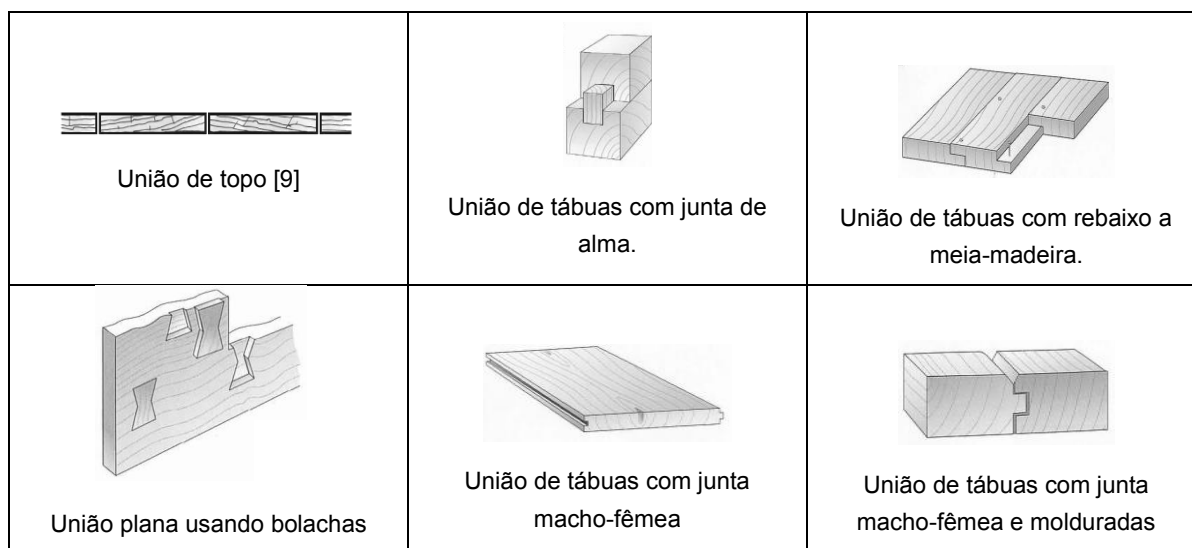 União de topo [9]
União de tábuas com junta de
alma.
União de tábuas com rebaixo a
meia-madeira.
União plana usando bolachas
União de tábuas com junta
macho-fêmea
União de tábuas com junta
macho-fêmea e molduradas